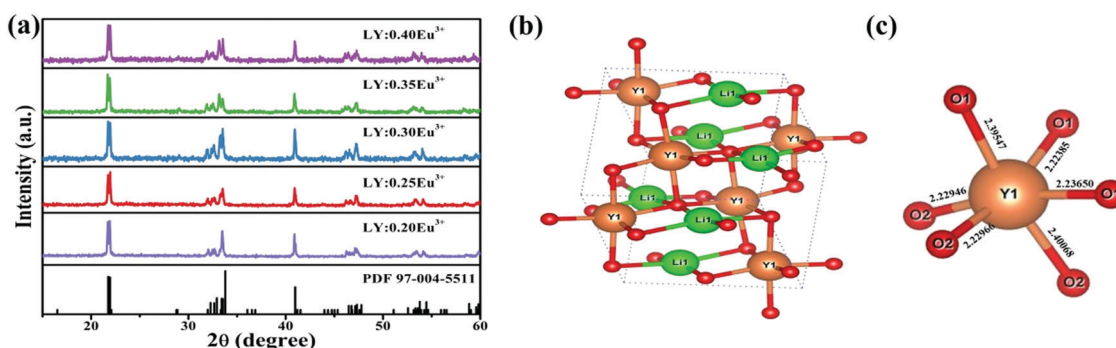 (a)
LY:0.40Eu³⁺
LY:0.35Eu³⁺
LY:0.30Eu³⁺
LY:0.25Eu³⁺
LY:0.20Eu³⁺
PDF 97-004-5511
Intensity (a.u.)
20 30 40 50 60
2θ (degree)
(b)
Y1
Li1
Li1
Y1
Y1
Li1
Li1
Y1
Y1
Li1
Li1
Y1
(c)
O1
O1
2.39547
2.22385
Y1
2.23650
O1
2.22946
O2
O2
2.22966
2.40068
O2